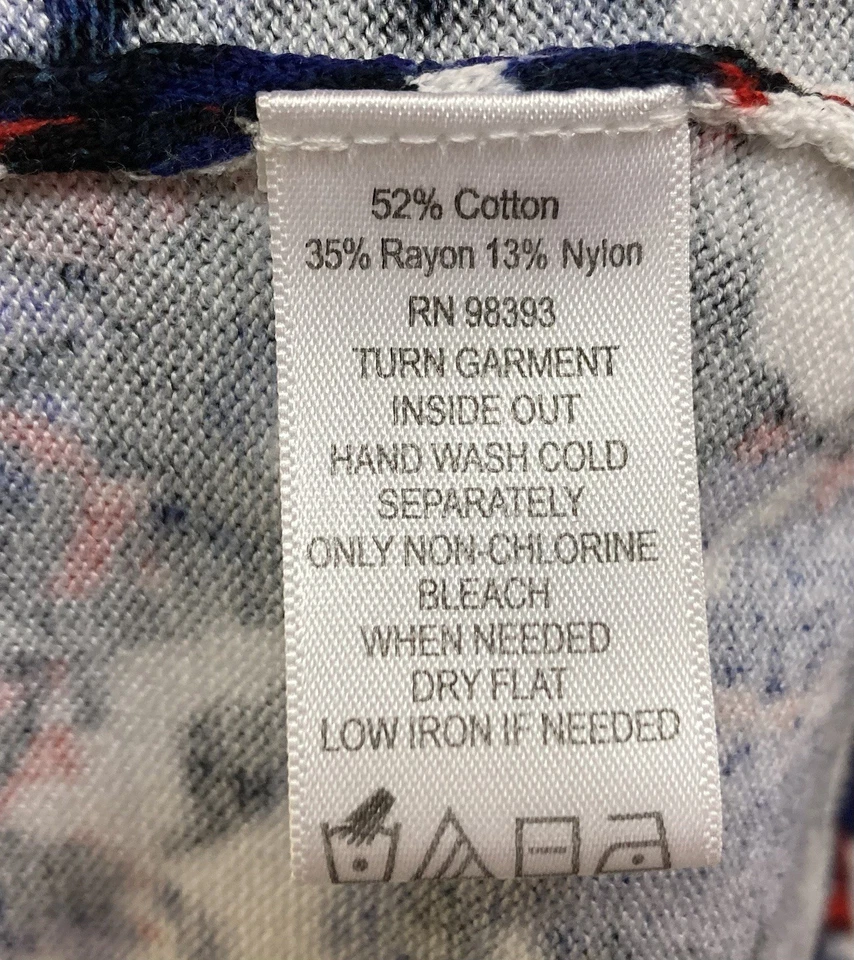 52% Cotton
35% Rayon 13% Nylon
RN 98393
TURN GARMENT
INSIDE OUT
HAND WASH COLD
SEPARATELY
ONLY NON-CHLORINE
BLEACH
WHEN NEEDED
DRY FLAT
LOW IRON IF NEEDED